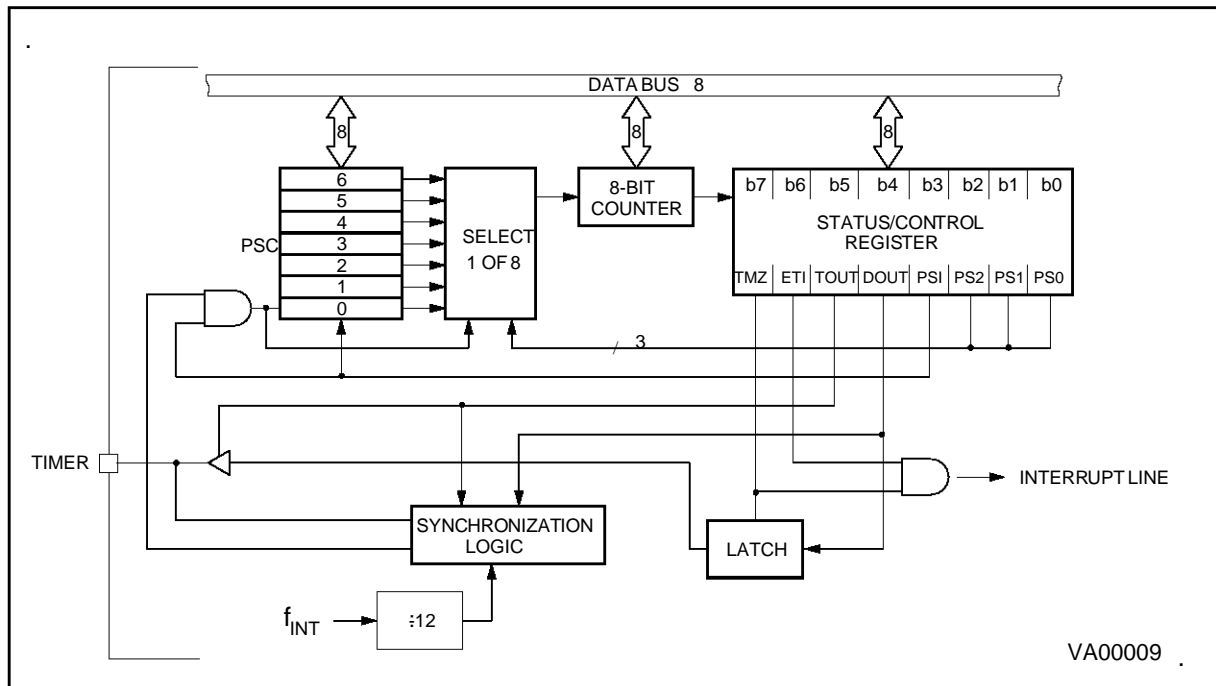 DATA BUS 8
8 8 8
6
5
4
3
2
1
0
PSC
SELECT
1 OF 8
8-BIT
COUNTER
b7 b6 b5 b4 b3 b2 b1 b0
STATUS/CONTROL
REGISTER
TMZ ETI TOUT DOUT PSI PS2 PS1 PS0
/ 3
TIMER
INTERRUPT LINE
SYNCHRONIZATION
LOGIC
LATCH
fINT
÷12
VA00009